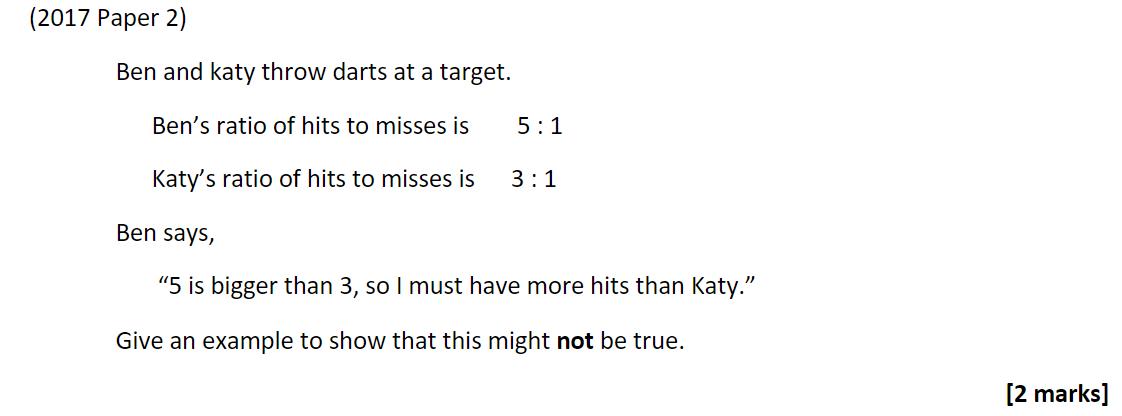 (2017 Paper 2)
Ben and katy throw darts at a target.
Ben’s ratio of hits to misses is 5 : 1
Katy’s ratio of hits to misses is 3 : 1
Ben says,
“5 is bigger than 3, so I must have more hits than Katy.”
Give an example to show that this might not be true.
[2 marks]